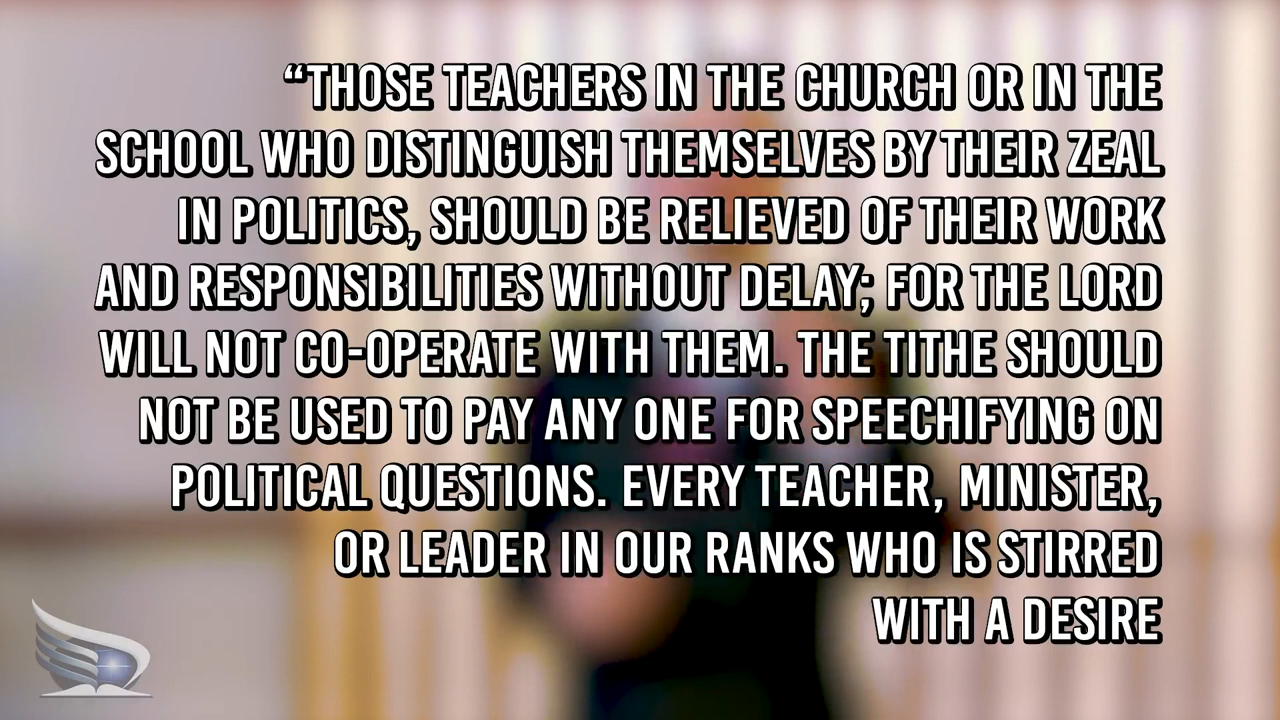 “THOSE TEACHERS IN THE CHURCH OR IN THE
SCHOOL WHO DISTINGUISH THEMSELVES BY THEIR ZEAL
IN POLITICS, SHOULD BE RELIEVED OF THEIR WORK
AND RESPONSIBILITIES WITHOUT DELAY; FOR THE LORD
WILL NOT CO-OPERATE WITH THEM. THE TITHE SHOULD
NOT BE USED TO PAY ANY ONE FOR SPEECHIFYING ON
POLITICAL QUESTIONS. EVERY TEACHER, MINISTER,
OR LEADER IN OUR RANKS WHO IS STIRRED
WITH A DESIRE